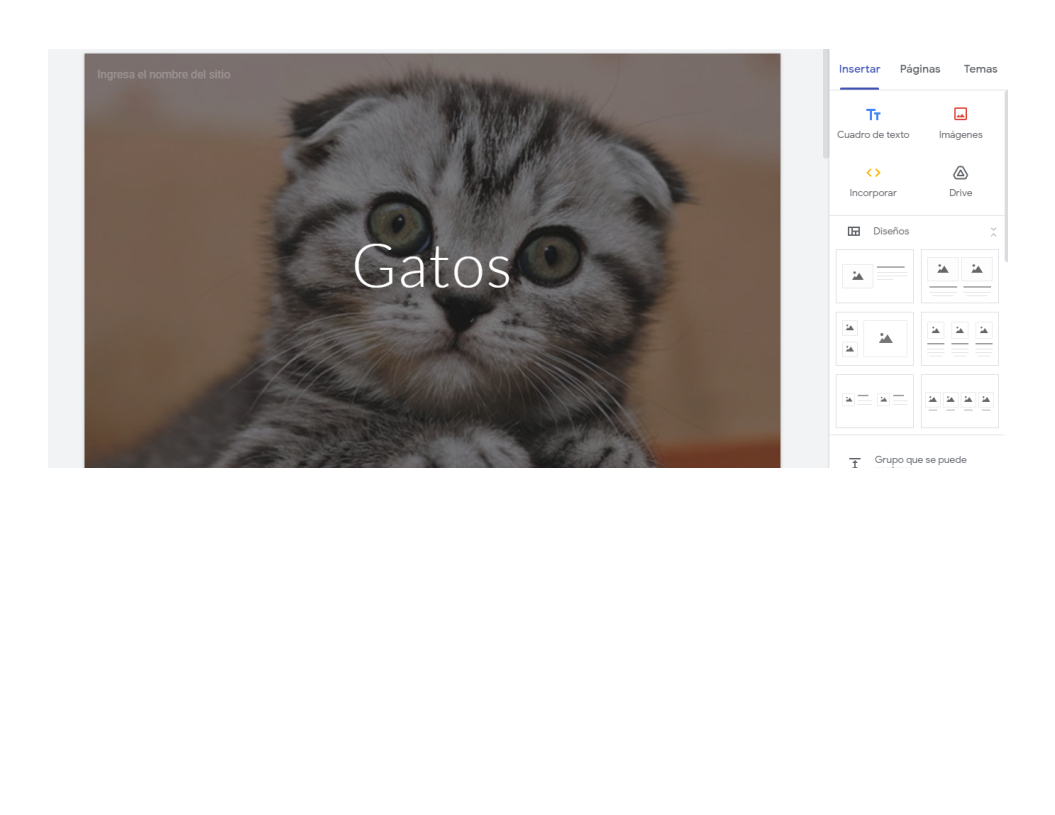 Ingresa el nombre del sitio
Gatos
Insertar Páginas Temas
Cuadro de texto Imágenes
Incorporar Drive
Diseños
Grupo que se puede